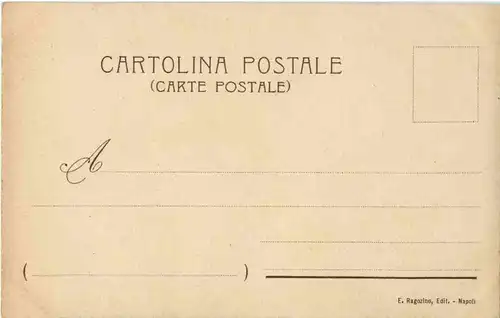 CARTOLINA POSTALE
(CARTE POSTALE)
A
( )
E. Ragozino, Edit. - Napoli